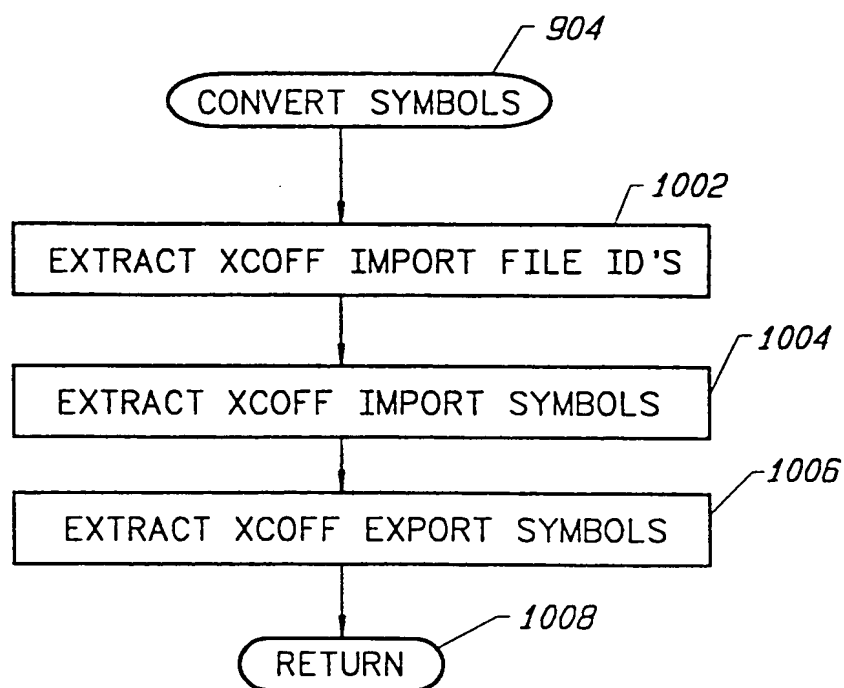 904
CONVERT SYMBOLS
1002
EXTRACT XCOFF IMPORT FILE ID'S
1004
EXTRACT XCOFF IMPORT SYMBOLS
1006
EXTRACT XCOFF EXPORT SYMBOLS
1008
RETURN